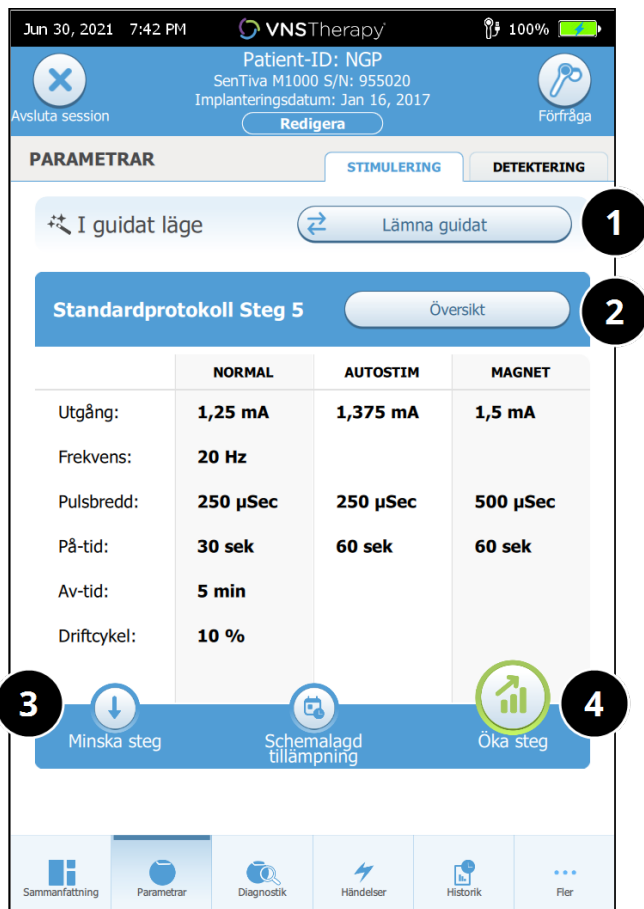 Jun 30, 2021 7:42 PM VNSTherapy 100%
Patient-ID: NGP
SenTiva M1000 S/N: 955020
Implanteringsdatum: Jan 16, 2017
Avsluta session Redigera Förfråga
PARAMETRAR STIMULERING DETEKTERING
I guidat läge Lämna guidat 1
Standardprotokoll Steg 5 Översikt 2
NORMAL AUTOSTIM MAGNET
Utgång: 1,25 mA 1,375 mA 1,5 mA
Frekvens: 20 Hz
Pulsbredd: 250 µSec 250 µSec 500 µSec
På-tid: 30 sek 60 sek 60 sek
Av-tid: 5 min
Driftcykel: 10 %
3 4
Minska steg Schemalagd tillämpning Öka steg
Sammanfattning Parametrar Diagnostik Händelser Historik Fler